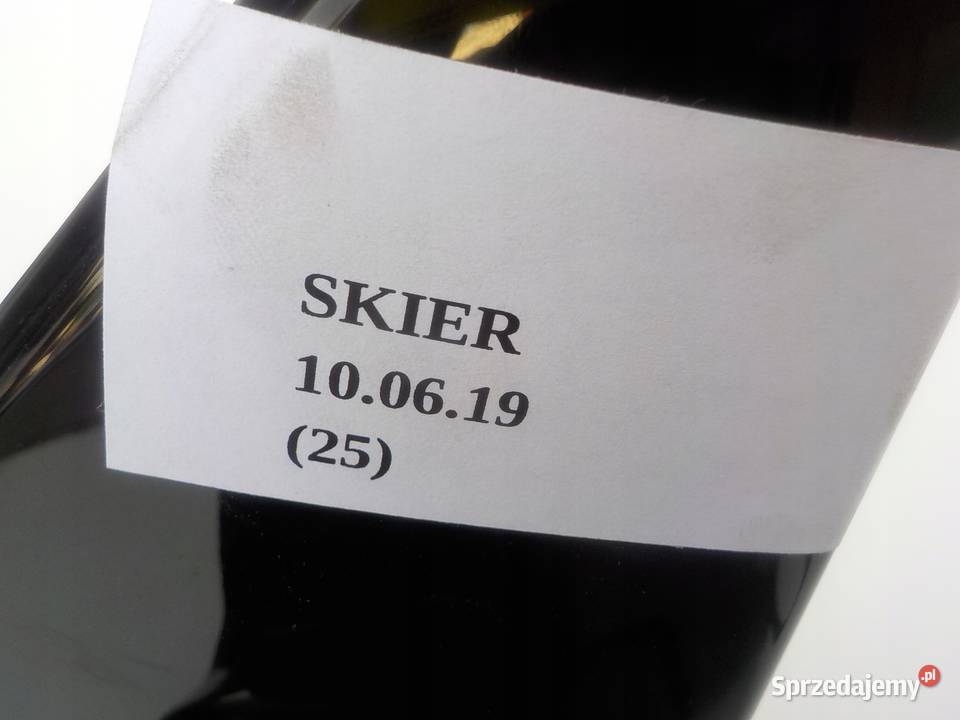 SKIER
10.06.19
(25)
Sprzedajemy.pl